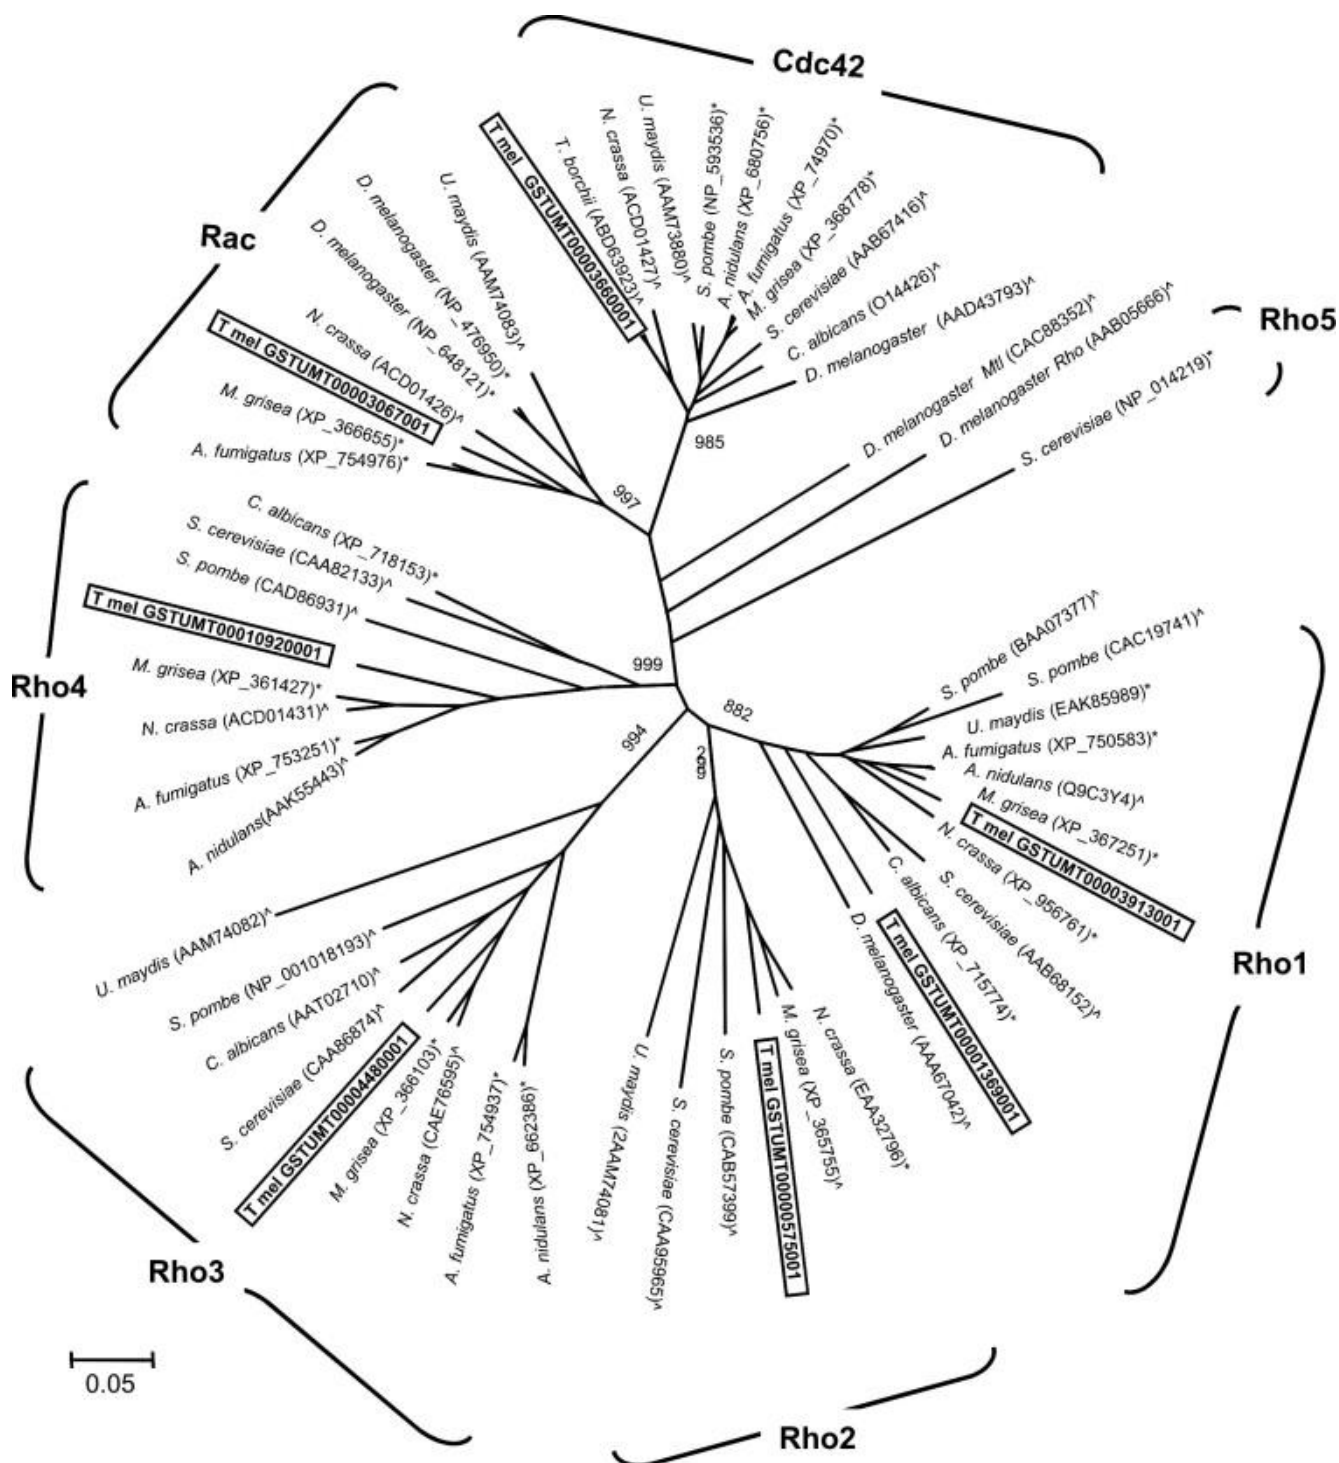 Cdc42
T mel GSTUMT00003660001
T. borchii (ABD63923)^
N. crassa (ACD01427)^
U. maydis (AAM73880)^
S. pombe (NP_593536)*
A. nidulans (XP_680756)*
A. fumigatus (XP_74970)*
M. grisea (XP_368778)*
S. cerevisiae (AAB67416)^
C. albicans (O14426)^
D. melanogaster (AAD43793)^
985
D. melanogaster Mtl (CAC88352)^
D. melanogaster Rho (AAB05666)^
Rho5
S. cerevisiae (NP_014219)*
Rac
U. maydis (AAM74083)^
D. melanogaster (NP_476950)*
D. melanogaster (NP_648121)*
N. crassa (ACD01426)^
T mel GSTUMT00003067001
M. grisea (XP_366655)*
A. fumigatus (XP_754976)*
997
Rho4
C. albicans (XP_718153)*
S. cerevisiae (CAA82133)^
S. pombe (CAD86931)^
T mel GSTUMT00010920001
M. grisea (XP_361427)*
N. crassa (ACD01431)^
A. fumigatus (XP_753251)*
A. nidulans(AAK55443)^
999
994
882
S. pombe (BAA07377)^
S. pombe (CAC19741)^
U. maydis (EAK85989)*
A. fumigatus (XP_750583)*
A. nidulans (Q9C3Y4)^
M. grisea (XP_367251)*
T mel GSTUMT00003913001
N. crassa (XP_956761)*
S. cerevisiae (AAB68152)^
C. albicans (XP_715774)*
T mel GSTUMT00001369001
D. melanogaster (AAA67042)^
Rho1
U. maydis (AAM74082)^
S. pombe (NP_001018193)^
C. albicans (AAT02710)^
S. cerevisiae (CAA86874)^
T mel GSTUMT00004480001
M. grisea (XP_366103)*
N. crassa (CAE76595)^
A. fumigatus (XP_754937)*
A. nidulans (XP_662386)*
Rho3
U. maydis (2AAM74081)^
S. cerevisiae (CAA95965)^
S. pombe (CAB57399)^
T mel GSTUMT00000575001
M. grisea (XP_365755)^
N. crassa (EAA32796)*
Rho2
0.05